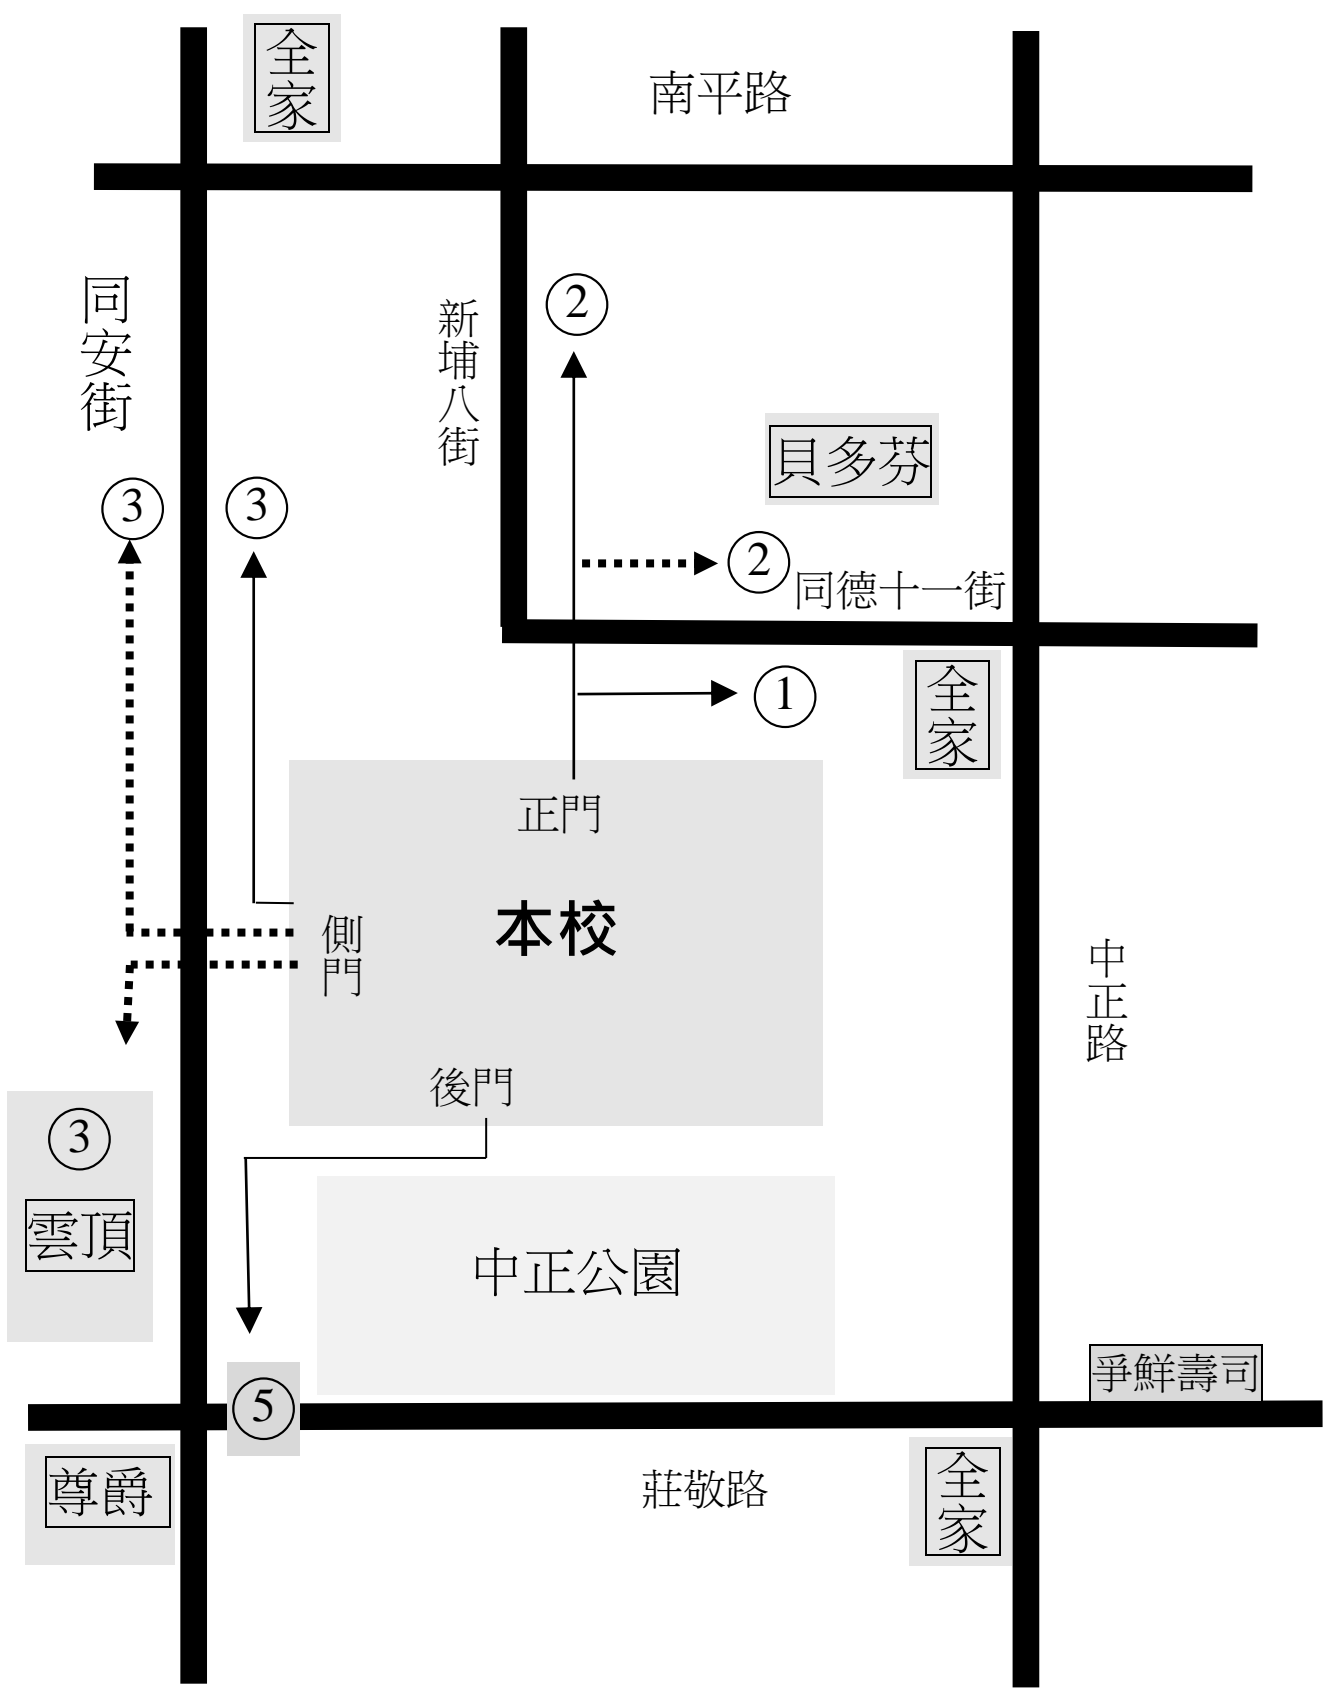 全家
南平路
同安街
新埔八街
②
貝多芬
③
③
②
同德十一街
全家
①
正門
本校
側門
中正路
後門
③
雲頂
中正公園
爭鮮壽司
⑤
尊爵
莊敬路
全家